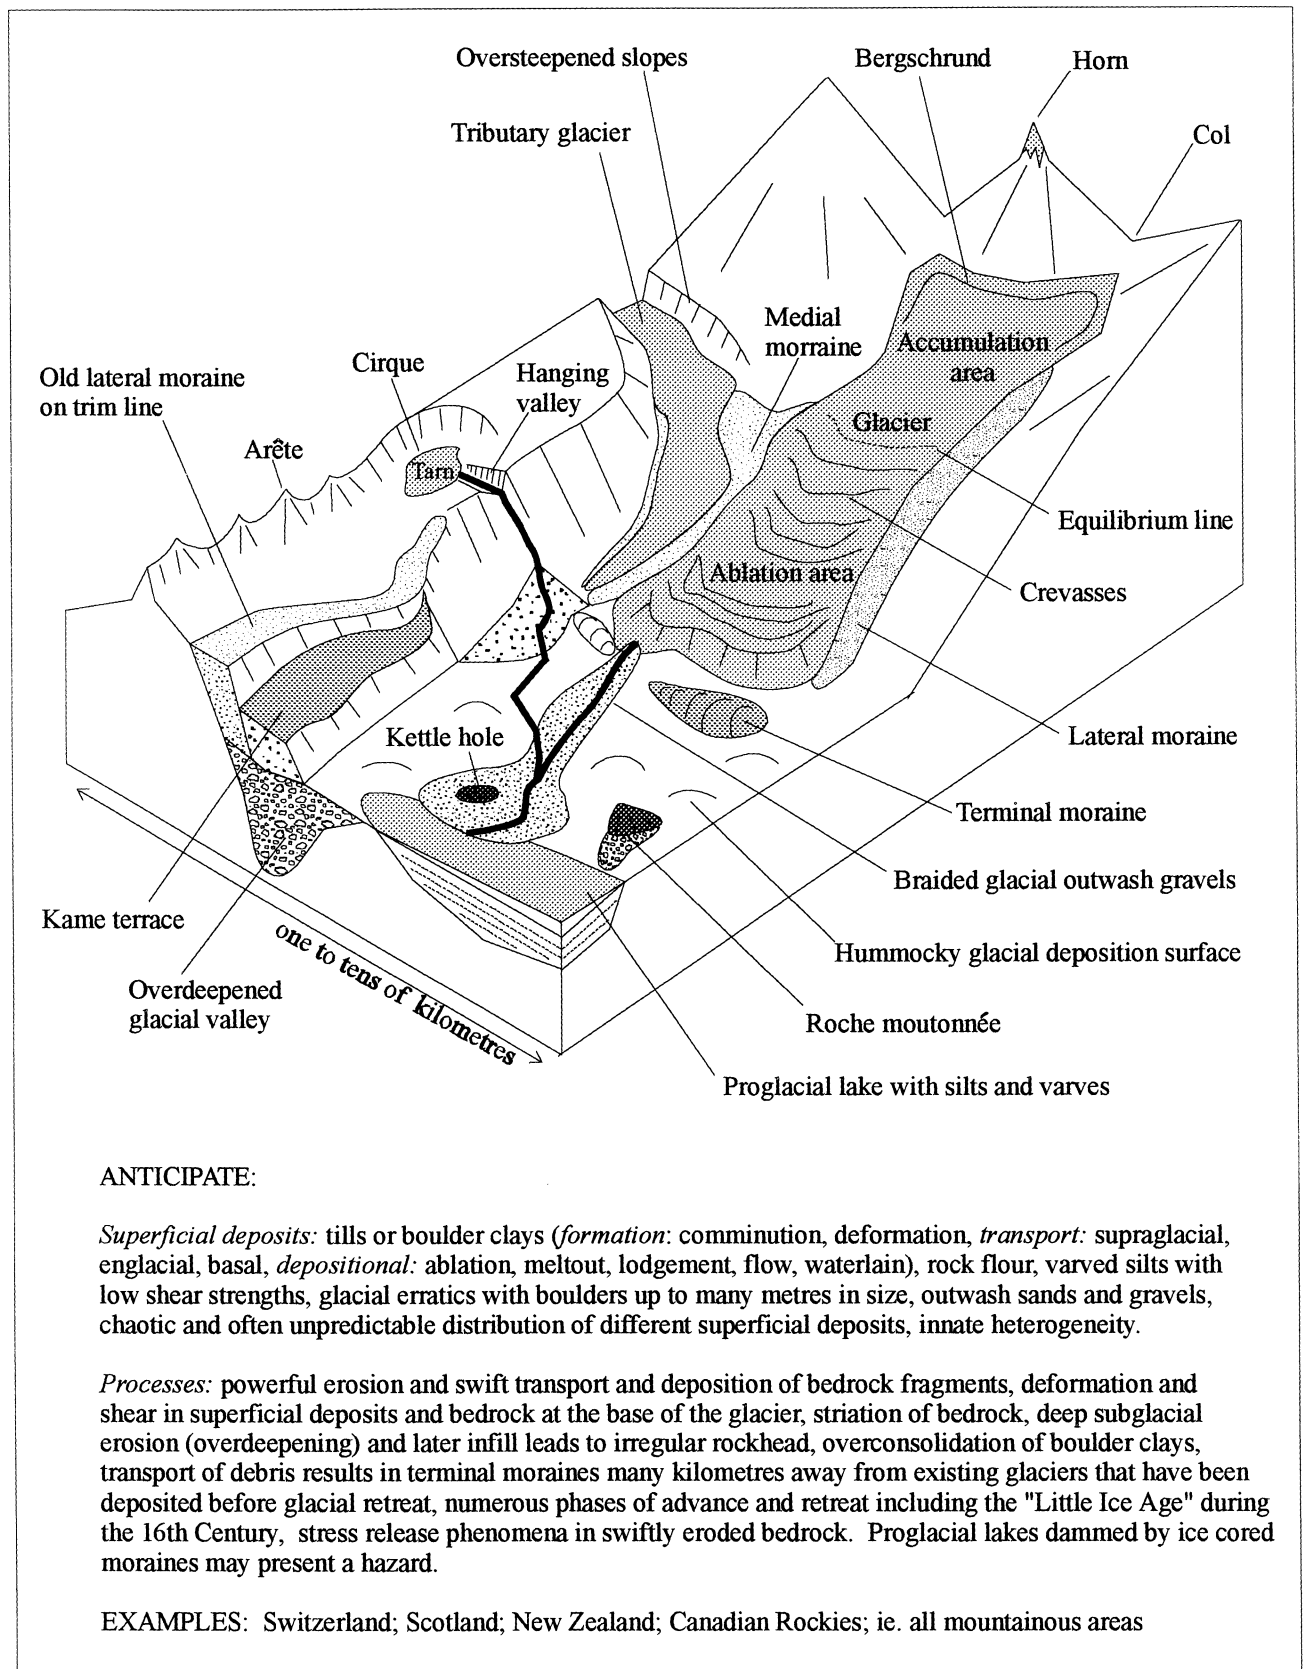 Oversteepened slopes
Bergschrund
Horn
Tributary glacier
Col
Medial
morraine
Accumulation
area
Cirque
Hanging
valley
Old lateral moraine
on trim line
Glacier
Arête
Tarn
Equilibrium line
Ablation area
Crevasses
Kettle hole
Lateral moraine
Terminal moraine
Braided glacial outwash gravels
Kame terrace
one to tens of kilometres
Hummocky glacial deposition surface
Overdeepened
glacial valley
Roche moutonnée
Proglacial lake with silts and varves
ANTICIPATE:
Superficial deposits: tills or boulder clays (formation: comminution, deformation, transport: supraglacial,
englacial, basal, depositional: ablation, meltout, lodgement, flow, waterlain), rock flour, varved silts with
low shear strengths, glacial erratics with boulders up to many metres in size, outwash sands and gravels,
chaotic and often unpredictable distribution of different superficial deposits, innate heterogeneity.
Processes: powerful erosion and swift transport and deposition of bedrock fragments, deformation and
shear in superficial deposits and bedrock at the base of the glacier, striation of bedrock, deep subglacial
erosion (overdeepening) and later infill leads to irregular rockhead, overconsolidation of boulder clays,
transport of debris results in terminal moraines many kilometres away from existing glaciers that have been
deposited before glacial retreat, numerous phases of advance and retreat including the "Little Ice Age" during
the 16th Century, stress release phenomena in swiftly eroded bedrock. Proglacial lakes dammed by ice cored
moraines may present a hazard.
EXAMPLES: Switzerland; Scotland; New Zealand; Canadian Rockies; ie. all mountainous areas